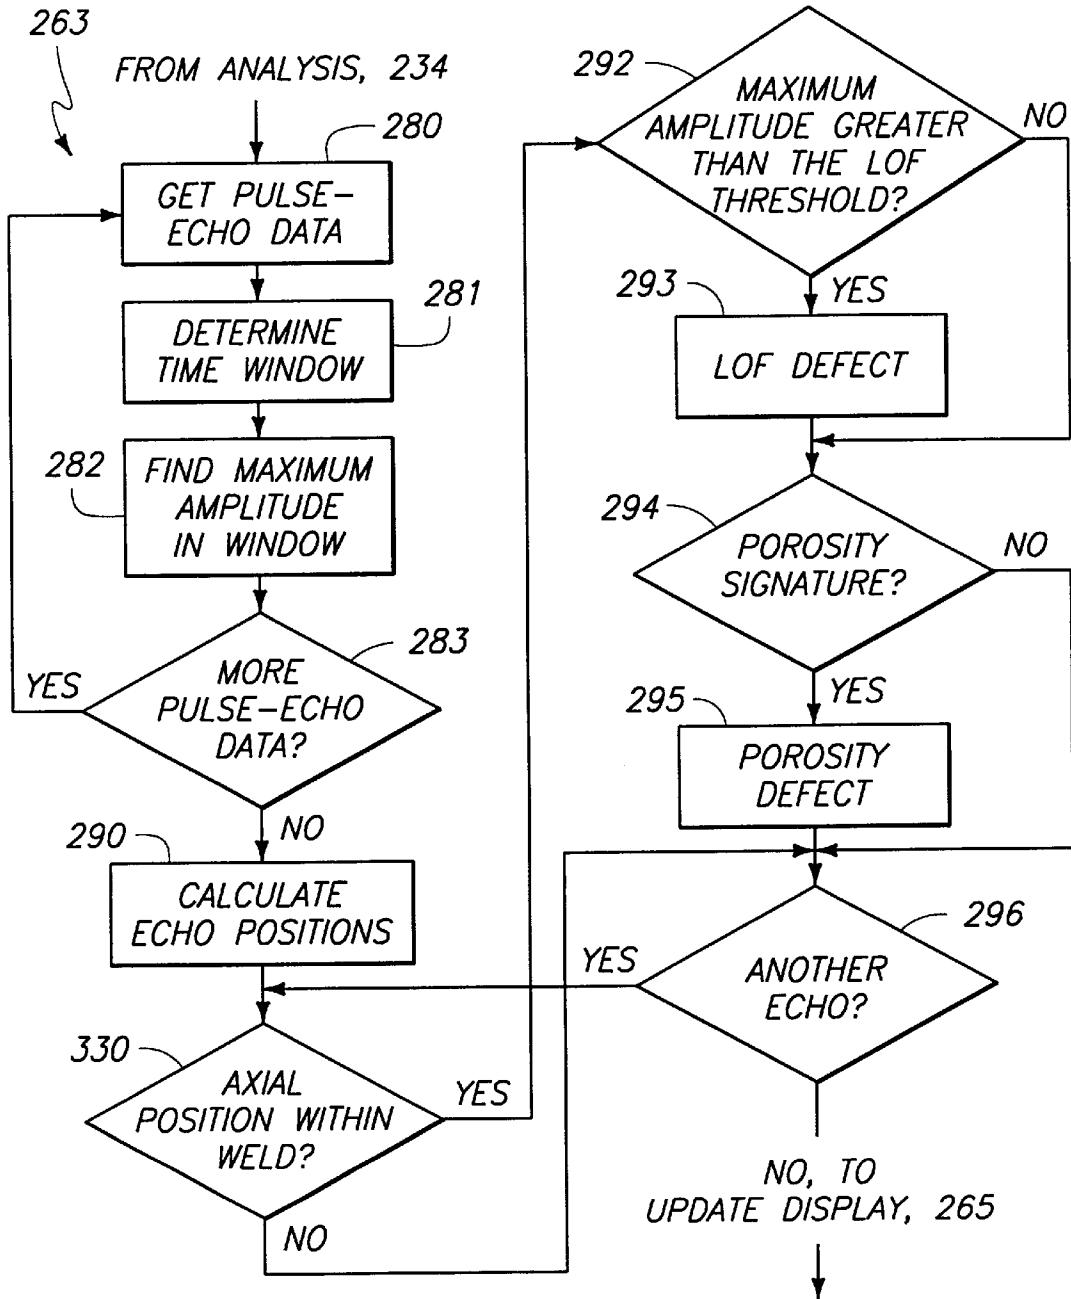 263
FROM ANALYSIS, 234
280
GET PULSE–
ECHO DATA
281
DETERMINE
TIME WINDOW
282
FIND MAXIMUM
AMPLITUDE
IN WINDOW
283
MORE
PULSE–ECHO
DATA?
YES
NO
290
CALCULATE
ECHO POSITIONS
330
AXIAL
POSITION WITHIN
WELD?
YES
NO
292
MAXIMUM
AMPLITUDE GREATER
THAN THE LOF
THRESHOLD?
NO
YES
293
LOF DEFECT
294
POROSITY
SIGNATURE?
NO
YES
295
POROSITY
DEFECT
296
ANOTHER
ECHO?
YES
NO, TO
UPDATE DISPLAY, 265